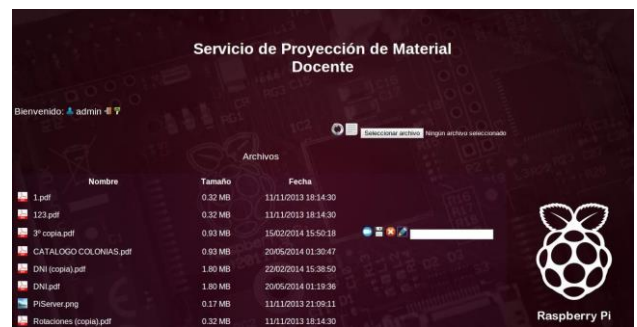 Servicio de Proyección de Material
Docente
Bienvenido: admin
Seleccionar archivo Ningún archivo seleccionado
Archivos
Nombre Tamaño Fecha
1.pdf 0.32 MB 11/11/2013 18:14:30
123.pdf 0.32 MB 11/11/2013 18:14:30
3º copia.pdf 0.93 MB 15/02/2014 15:50:18
CATALOGO COLONIAS.pdf 0.93 MB 20/05/2014 01:30:47
DNI (copia).pdf 1.80 MB 22/02/2014 15:38:50
DNI.pdf 1.80 MB 20/05/2014 01:19:36
PiServer.png 0.17 MB 11/11/2013 21:09:11
Rotaciones (copia).pdf 0.32 MB 11/11/2013 18:14:30
Raspberry Pi